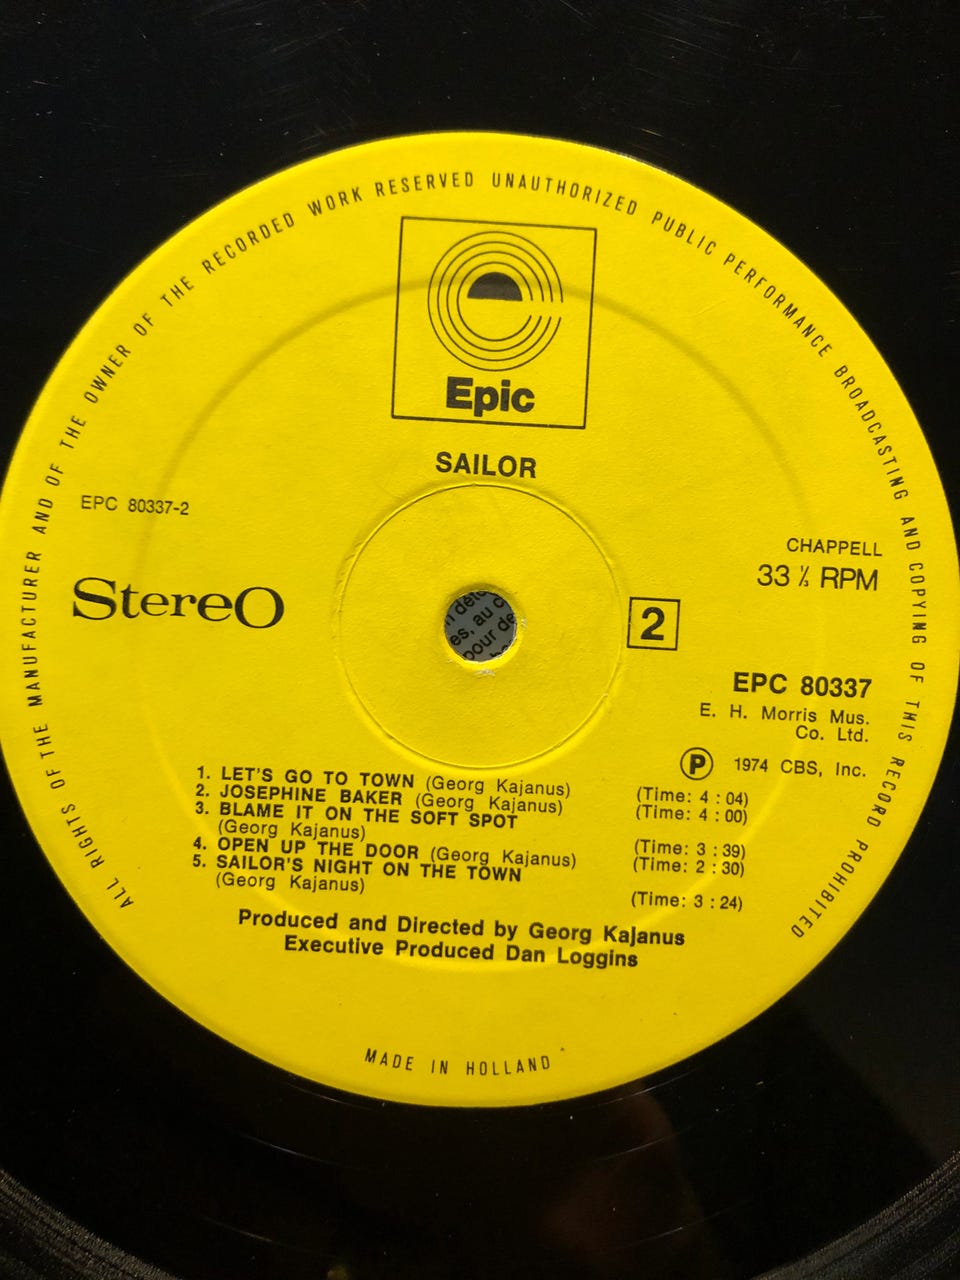 ALL RIGHTS OF THE MANUFACTURER AND OF THE OWNER OF THE RECORDED WORK RESERVED UNAUTHORIZED PUBLIC PERFORMANCE BROADCASTING AND COPYING OF THIS RECORD PROHIBITED
Epic
SAILOR
EPC 80337-2
CHAPPELL
33 ⅓ RPM
Stereo
2
EPC 80337
E. H. Morris Mus.
Co. Ltd.
Ⓟ 1974 CBS, Inc.
1. LET'S GO TO TOWN (Georg Kajanus) (Time: 4 : 04)
2. JOSEPHINE BAKER (Georg Kajanus) (Time: 4 : 00)
3. BLAME IT ON THE SOFT SPOT
(Georg Kajanus) (Time: 3 : 39)
4. OPEN UP THE DOOR (Georg Kajanus) (Time: 2 : 30)
5. SAILOR'S NIGHT ON THE TOWN
(Georg Kajanus) (Time: 3 : 24)
Produced and Directed by Georg Kajanus
Executive Produced Dan Loggins
MADE IN HOLLAND
es, au
pour de